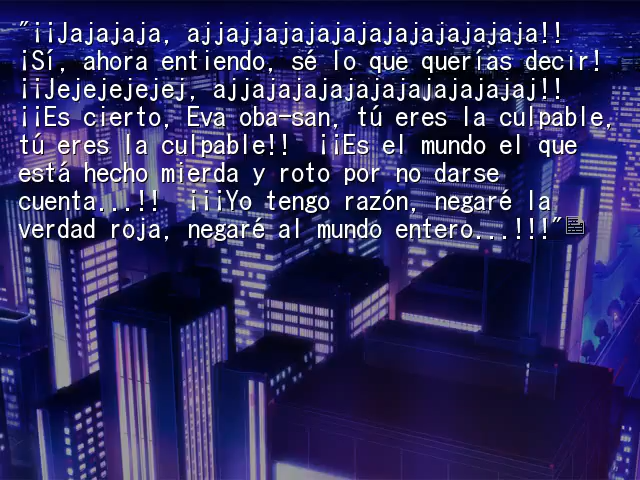 "¡¡Jajajaja, ajjajjajajajajajajajajaja!!
¡Sí, ahora entiendo, sé lo que querías decir!
¡¡Jejejejejej, ajjajajajajajajajajajaj!!
¡¡Es cierto, Eva oba-san, tú eres la culpable,
tú eres la culpable!! ¡¡Es el mundo el que
está hecho mierda y roto por no darse
cuenta...!! ¡¡¡Yo tengo razón, negaré la
verdad roja, negaré al mundo entero...!!!"